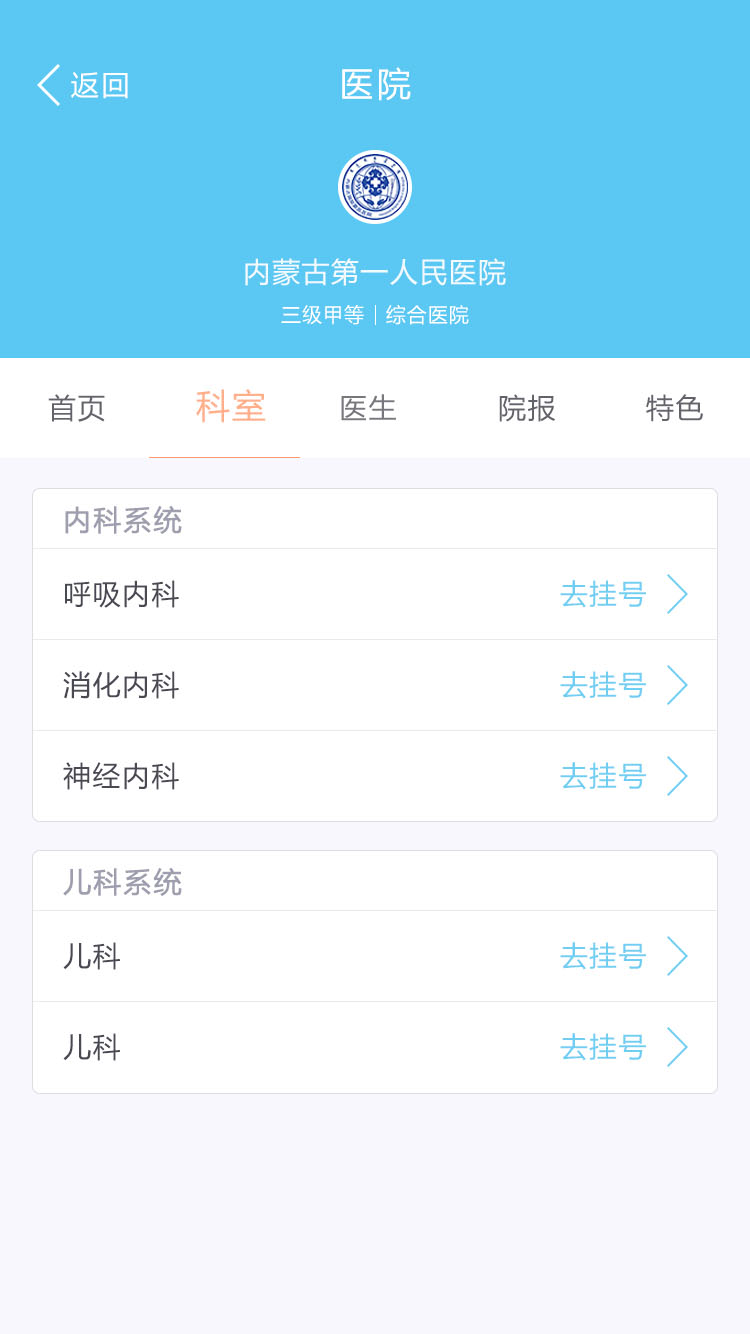 返回
医院
内蒙古第一人民医院
三级甲等|综合医院
首页 科室 医生 院报 特色
内科系统
呼吸内科 去挂号
消化内科 去挂号
神经内科 去挂号
儿科系统
儿科 去挂号
儿科 去挂号